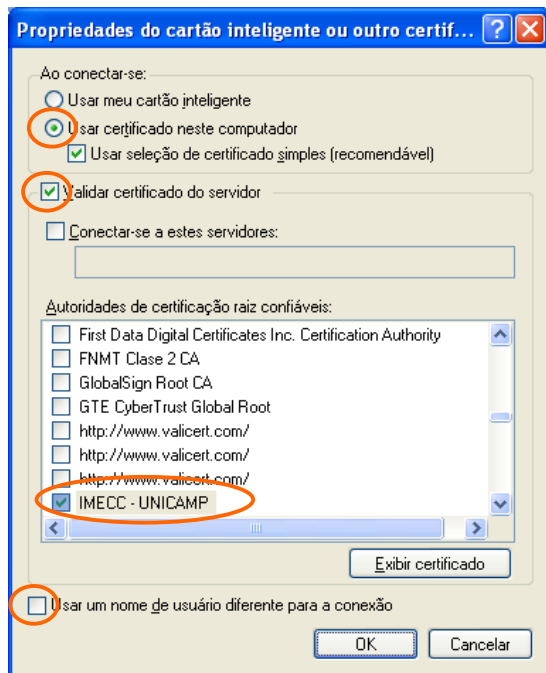 Propriedades do cartão inteligente ou outro certif...
Ao conectar-se:
Usar meu cartão inteligente
Usar certificado neste computador
Usar seleção de certificado simples (recomendável)
Validar certificado do servidor
Conectar-se a estes servidores:
Autoridades de certificação raiz confiáveis:
First Data Digital Certificates Inc. Certification Authority
FNMT Clase 2 CA
GlobalSign Root CA
GTE CyberTrust Global Root
http://www.valicert.com/
http://www.valicert.com/
http://www.valicert.com/
IMECC - UNICAMP
Exibir certificado
Usar um nome de usuário diferente para a conexão
OK Cancelar